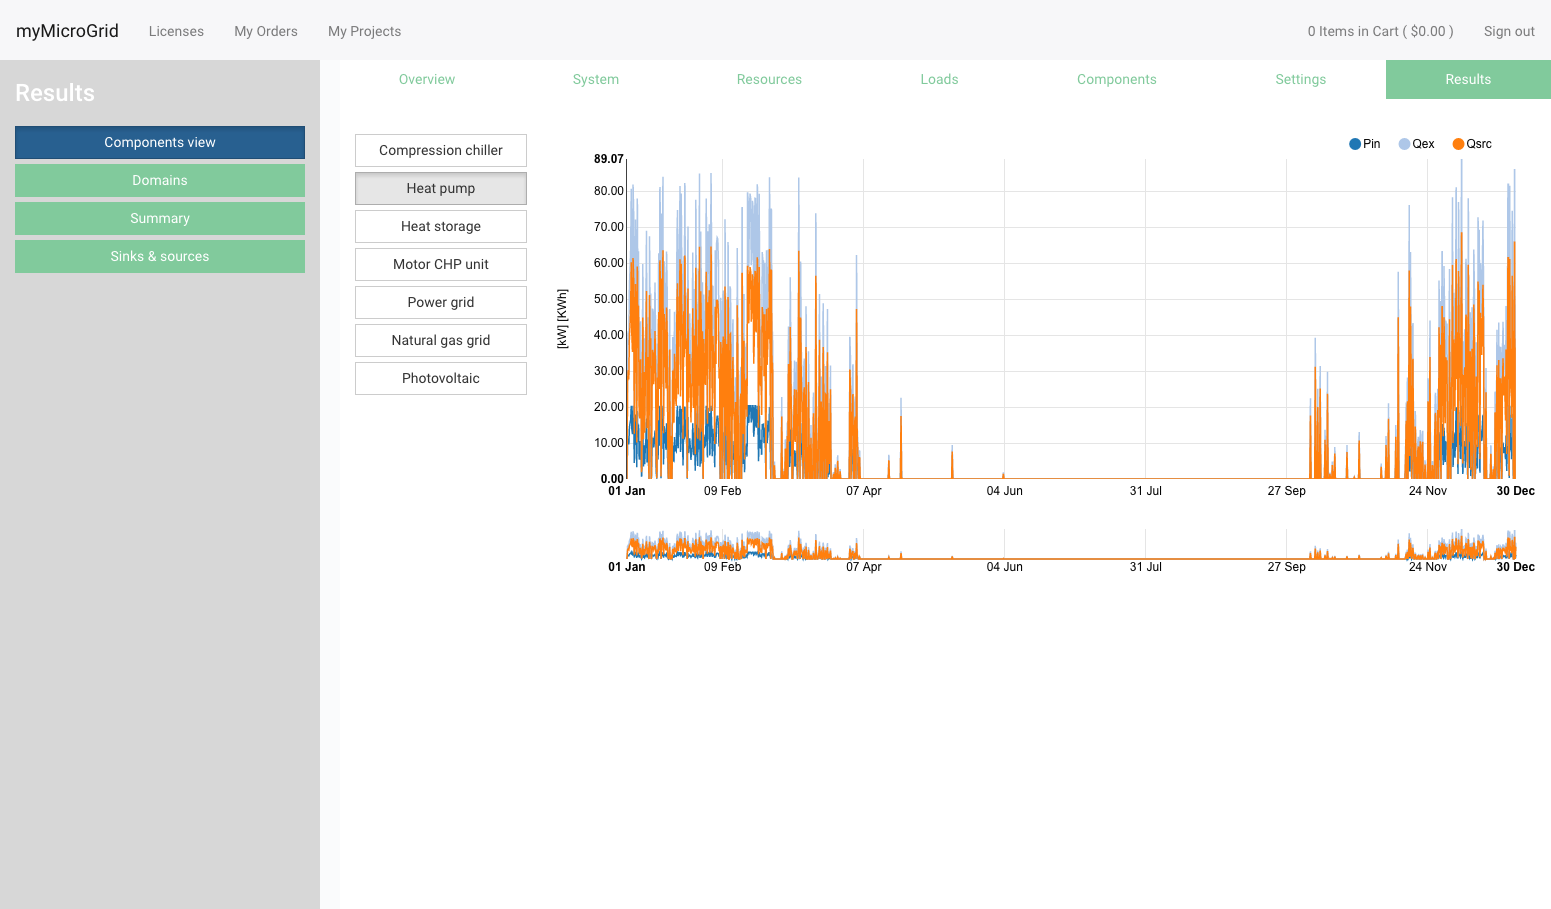 myMicroGrid Licenses My Orders My Projects 0 Items in Cart ( $0.00 ) Sign out
Results
Components view
Domains
Summary
Sinks & sources
Overview System Resources Loads Components Settings Results
Compression chiller
Heat pump
Heat storage
Motor CHP unit
Power grid
Natural gas grid
Photovoltaic
Pin Qex Qsrc
[kW] [KWh]
89.07
80.00
70.00
60.00
50.00
40.00
30.00
20.00
10.00
0.00
01 Jan 09 Feb 07 Apr 04 Jun 31 Jul 27 Sep 24 Nov 30 Dec
01 Jan 09 Feb 07 Apr 04 Jun 31 Jul 27 Sep 24 Nov 30 Dec